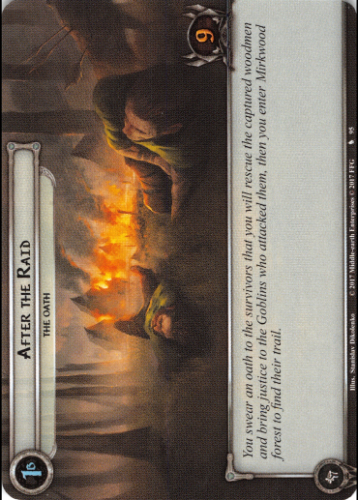 1B
AFTER THE RAID
THE OATH
9
You swear an oath to the survivors that you will rescue the captured woodmen
and bring justice to the Goblins who attacked them, then you enter Mirkwood
forest to find their trail.
Illus. Stanislav Dikolenko © 2017 Middle-earth Enterprises © 2017 FFG 95